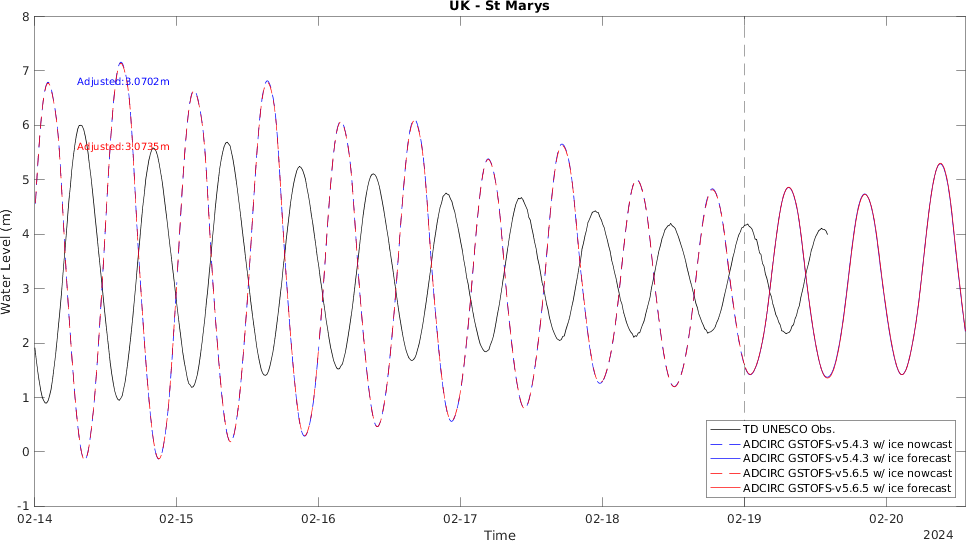 UK - St Marys
8
7
6
5
4
3
2
1
0
-1
Water Level (m)
Adjusted:3.0702m
Adjusted:3.0735m
TD UNESCO Obs.
ADCIRC GSTOFS-v5.4.3 w/ ice nowcast
ADCIRC GSTOFS-v5.4.3 w/ ice forecast
ADCIRC GSTOFS-v5.6.5 w/ ice nowcast
ADCIRC GSTOFS-v5.6.5 w/ ice forecast
02-14 02-15 02-16 02-17 02-18 02-19 02-20
Time
2024